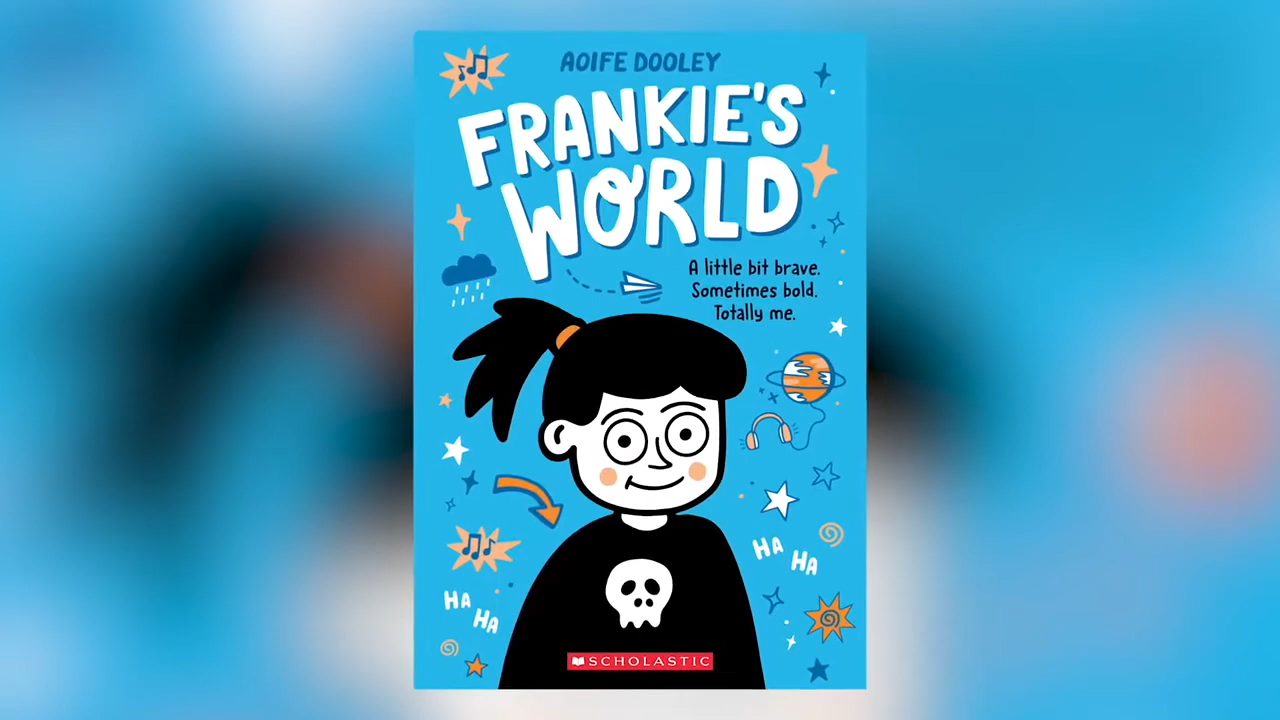 AOIFE DOOLEY
FRANKIE'S
WORLD
A little bit brave.
Sometimes bold.
Totally me.
HA
HA
HA
HA
SCHOLASTIC